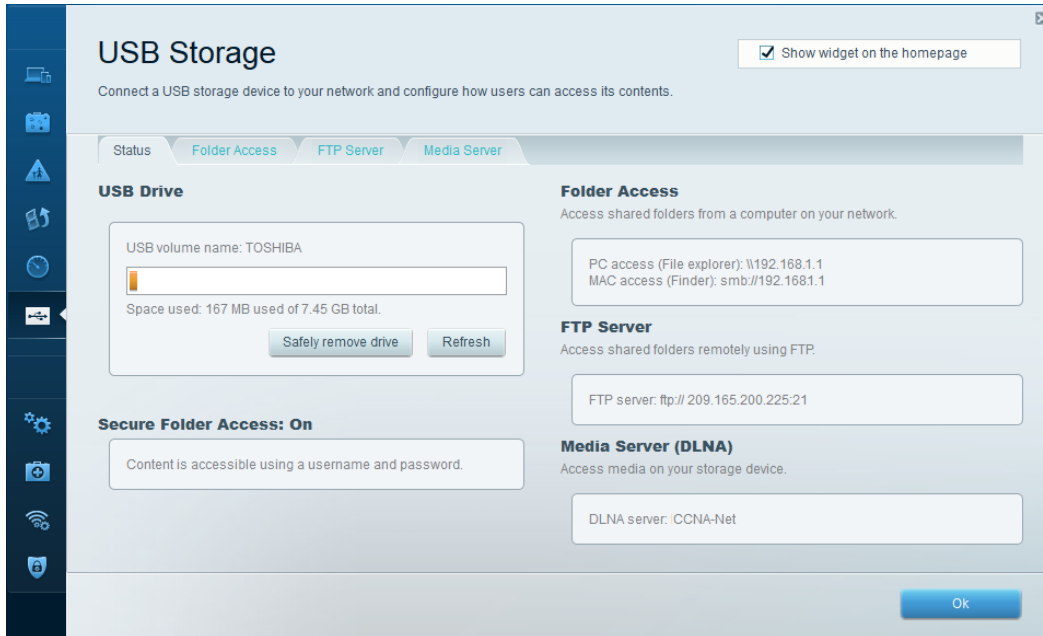 USB Storage
Show widget on the homepage
Connect a USB storage device to your network and configure how users can access its contents.
Status
Folder Access
FTP Server
Media Server
USB Drive
USB volume name: TOSHIBA
Space used: 167 MB used of 7.45 GB total.
Safely remove drive
Refresh
Secure Folder Access: On
Content is accessible using a username and password.
Folder Access
Access shared folders from a computer on your network.
PC access (File explorer): \\192.168.1.1
MAC access (Finder): smb://192.168.1.1
FTP Server
Access shared folders remotely using FTP.
FTP server: ftp:// 209.165.200.225:21
Media Server (DLNA)
Access media on your storage device.
DLNA server: CCNA-Net
Ok